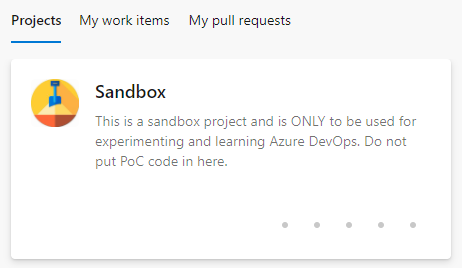 Projects My work items My pull requests
Sandbox
This is a sandbox project and is ONLY to be used for
experimenting and learning Azure DevOps. Do not
put PoC code in here.